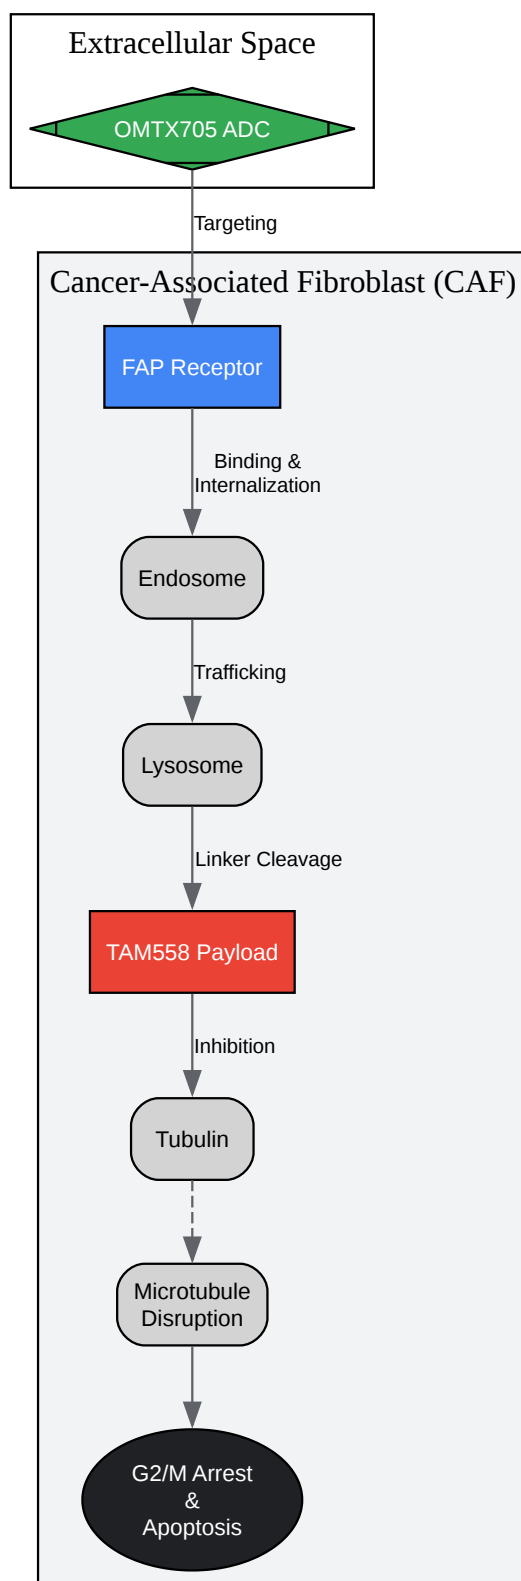 Extracellular Space
OMTX705 ADC
Targeting
Cancer-Associated Fibroblast (CAF)
FAP Receptor
Binding &
Internalization
Endosome
Trafficking
Lysosome
Linker Cleavage
TAM558 Payload
Inhibition
Tubulin
Microtubule
Disruption
G2/M Arrest
&
Apoptosis